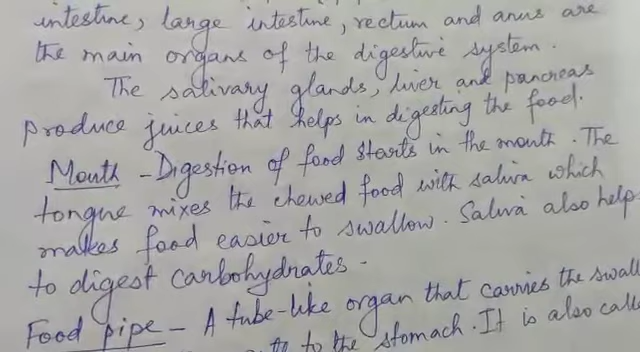 intestine, large intestine, rectum and anus are
the main organs of the digestive system.
The salivary glands, liver and pancreas
produce juices that helps in digesting the food.
Mouth - Digestion of food starts in the mouth. The
tongue mixes the chewed food with saliva which
makes food easier to swallow. Saliva also help
to digest carbohydrates.
Food pipe - A tube-like organ that carries the swall
to the stomach. It is also calle